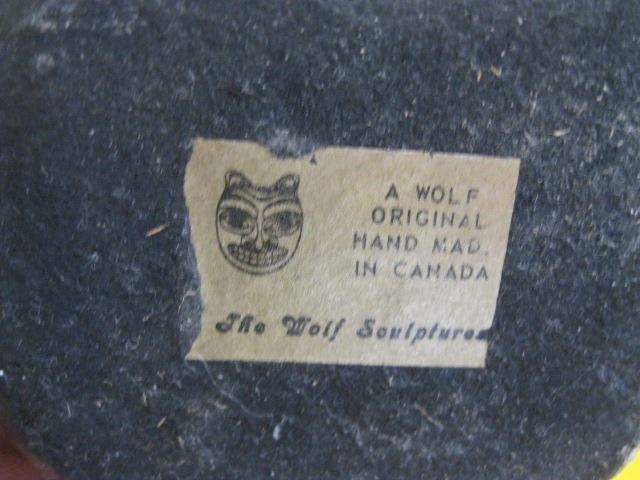 A WOLF
ORIGINAL
HAND MAD.
IN CANADA
The Wolf Sculptures